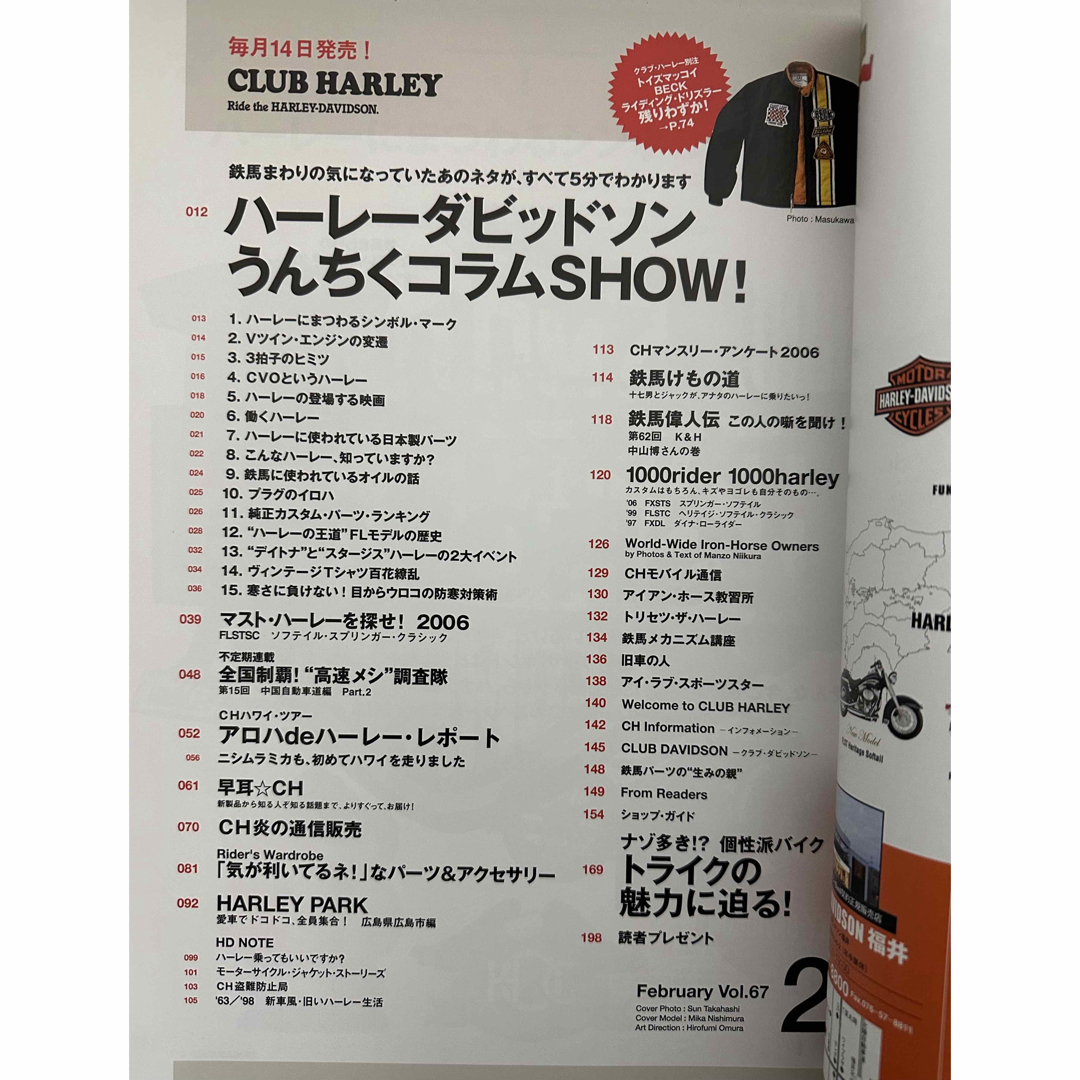 毎月14日発売！
CLUB HARLEY
Ride the HARLEY-DAVIDSON.
クラブ・ハーレー別注
トイズマッコイ
BECK
ライディング・ドリズラー
残りわずか！
→P.74
Photo : Masukawa
鉄馬まわりの気になっていたあのネタが、すべて5分でわかります
012 ハーレーダビッドソン
うんちくコラムSHOW！
013 1. ハーレーにまつわるシンボル・マーク
014 2. Vツイン・エンジンの変遷
015 3. 3拍子のヒミツ
016 4. CVOというハーレー
018 5. ハーレーの登場する映画
020 6. 働くハーレー
021 7. ハーレーに使われている日本製パーツ
022 8. こんなハーレー、知っていますか？
024 9. 鉄馬に使われているオイルの話
025 10. プラグのイロハ
026 11. 純正カスタム・パーツ・ランキング
028 12. “ハーレーの王道”FLモデルの歴史
032 13. “デイトナ”と“スタージス”ハーレーの2大イベント
034 14. ヴィンテージTシャツ百花繚乱
036 15. 寒さに負けない！目からウロコの防寒対策術
039 マスト・ハーレーを探せ！ 2006
FLSTSC ソフテイル・スプリンガー・クラシック
不定期連載
048 全国制覇！“高速メシ”調査隊
第15回 中国自動車道編 Part.2
CHハワイ・ツアー
052 アロハdeハーレー・レポート
056 ニシムラミカも、初めてハワイを走りました
061 早耳☆CH
新製品から知る人ぞ知る話題まで、よりすぐって、お届け！
070 CH炎の通信販売
Rider's Wardrobe
081 「気が利いてるネ！」なパーツ＆アクセサリー
092 HARLEY PARK
愛車でドコドコ、全員集合！ 広島県広島市編
HD NOTE
099 ハーレー乗ってもいいですか？
101 モーターサイクル・ジャケット・ストーリーズ
103 CH盗難防止局
105 '63／'98 新車風・旧いハーレー生活
113 CHマンスリー・アンケート2006
114 鉄馬けもの道
十七男とジャックが、アナタのハーレーに乗りたいっ！
118 鉄馬偉人伝 この人の噺を聞け！
第62回 K&H
中山博さんの巻
120 1000rider 1000harley
カスタムはもちろん、キズやヨゴレも自分そのもの…。
'06 FXSTS スプリンガー・ソフテイル
'99 FLSTC ヘリテイジ・ソフテイル・クラシック
'97 FXDL ダイナ・ローライダー
126 World-Wide Iron-Horse Owners
by Photos & Text of Manzo Niikura
129 CHモバイル通信
130 アイアン・ホース教習所
132 トリセツ・ザ・ハーレー
134 鉄馬メカニズム講座
136 旧車の人
138 アイ・ラブ・スポーツスター
140 Welcome to CLUB HARLEY
142 CH Information －インフォメーション－
145 CLUB DAVIDSON －クラブ・ダビッドソン－
148 鉄馬パーツの“生みの親”
149 From Readers
154 ショップ・ガイド
ナゾ多き!? 個性派バイク
169 トライクの
魅力に迫る！
198 読者プレゼント
February Vol.67
Cover Photo : Sun Takahashi
Cover Model : Mika Nishimura
Art Direction : Hirofumi Omura
2
MOTOR
HARLEY-DAVIDS
CYCLES
FUN
HARL
New Model
Heritage Softail
正規販売店
VIDSON 福井